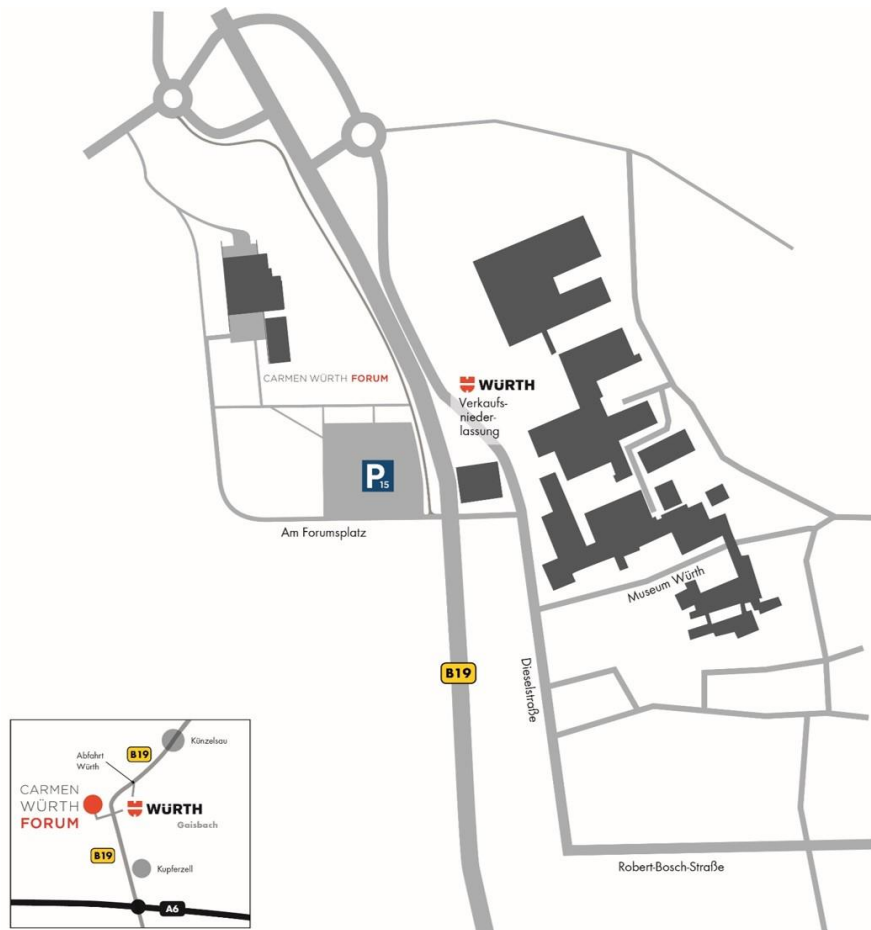 CARMEN WÜRTH FORUM
WÜRTH
Verkaufs-
nieder-
lassung
P
15
Am Forumsplatz
Museum Würth
B19
Dieselstraße
Robert-Bosch-Straße
Künzelsau
B19
Abfahrt
Würth
CARMEN
WÜRTH
FORUM
WÜRTH
Gaisbach
B19
Kupferzell
A6